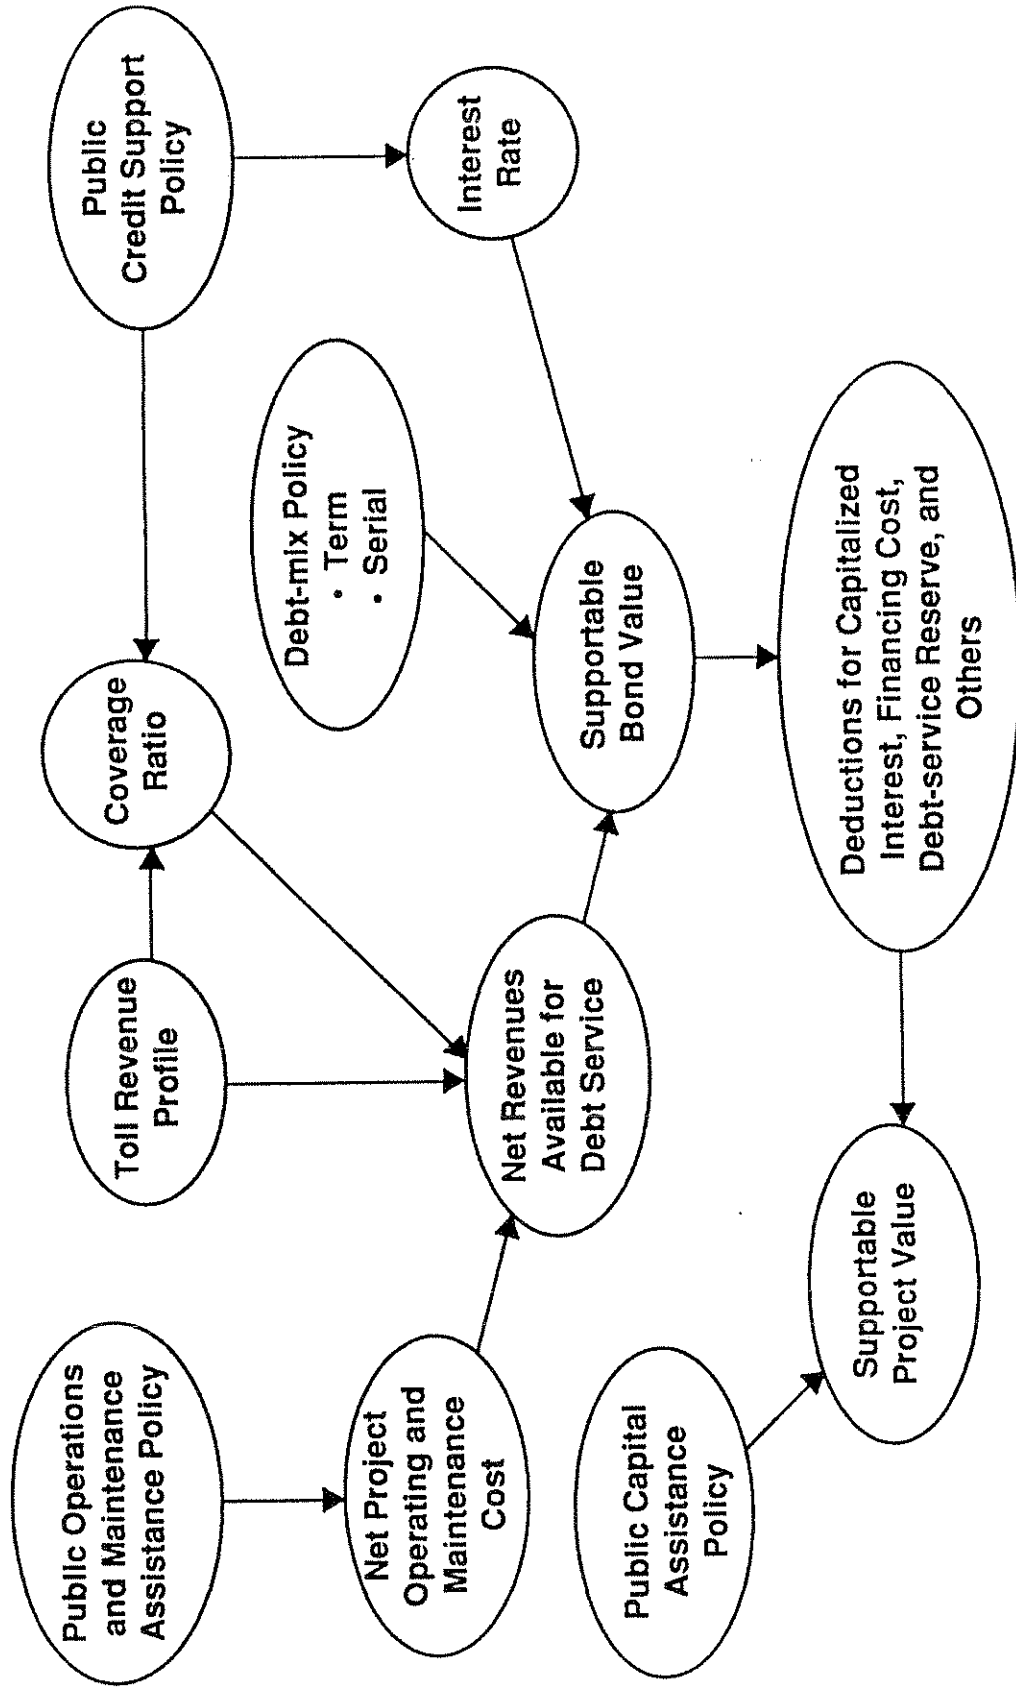 Public Operations
and Maintenance
Assistance Policy
Toll Revenue
Profile
Coverage
Ratio
Public
Credit Support
Policy
Net Project
Operating and
Maintenance
Cost
Net Revenues
Available for
Debt Service
Debt-mix Policy
• Term
• Serial
Interest
Rate
Supportable
Bond Value
Public Capital
Assistance
Policy
Supportable
Project Value
Deductions for Capitalized
Interest, Financing Cost,
Debt-service Reserve, and
Others